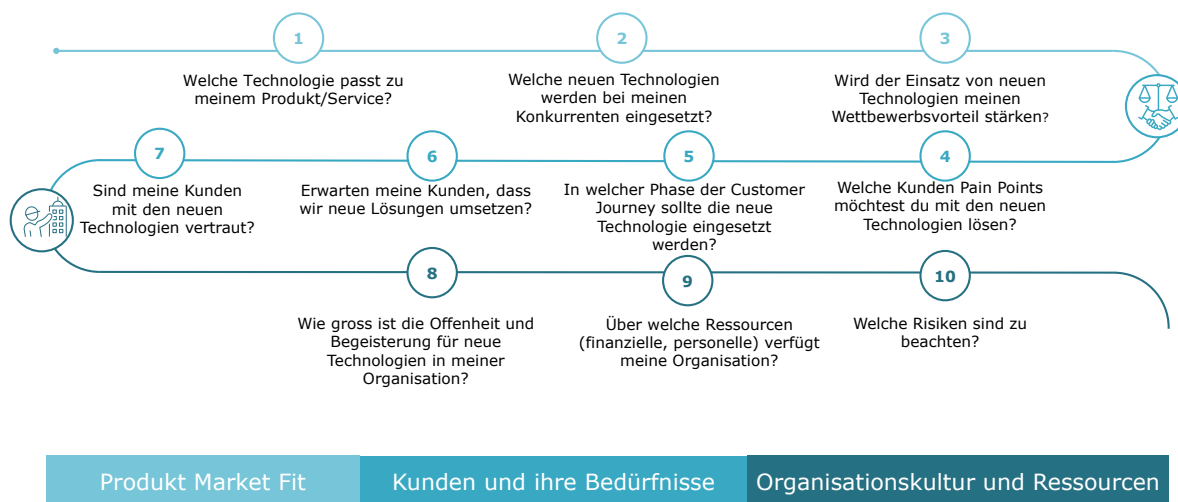 1
Welche Technologie passt zu
meinem Produkt/Service?
2
Welche neuen Technologien
werden bei meinen
Konkurrenten eingesetzt?
3
Wird der Einsatz von neuen
Technologien meinen
Wettbewerbsvorteil stärken?
4
Welche Kunden Pain Points
möchtest du mit den neuen
Technologien lösen?
5
In welcher Phase der Customer
Journey sollte die neue
Technologie eingesetzt
werden?
6
Erwarten meine Kunden, dass
wir neue Lösungen umsetzen?
7
Sind meine Kunden
mit den neuen
Technologien vertraut?
8
Wie gross ist die Offenheit und
Begeisterung für neue
Technologien in meiner
Organisation?
9
Über welche Ressourcen
(finanzielle, personelle) verfügt
meine Organisation?
10
Welche Risiken sind zu
beachten?
Produkt Market Fit
Kunden und ihre Bedürfnisse
Organisationskultur und Ressourcen